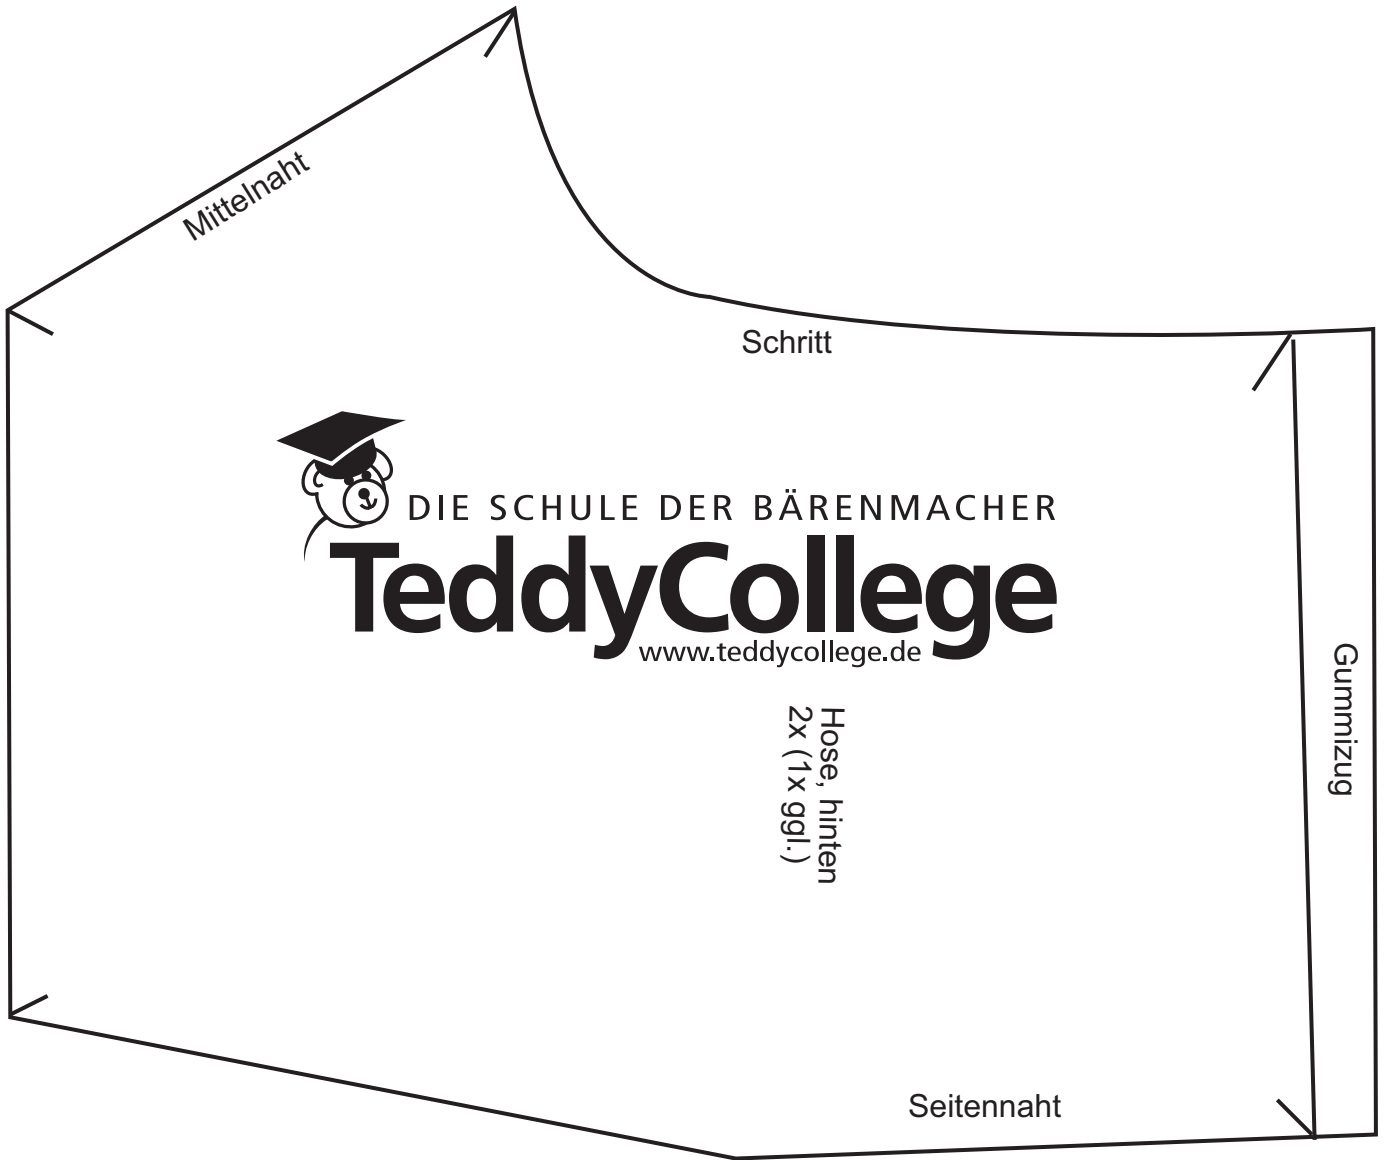 Mittelnaht
Schritt
DIE SCHULE DER BÄRENMACHER
TeddyCollege
www.teddycollege.de
Gummizug
Hose, hinten
2x (1x ggl.)
Seitennaht